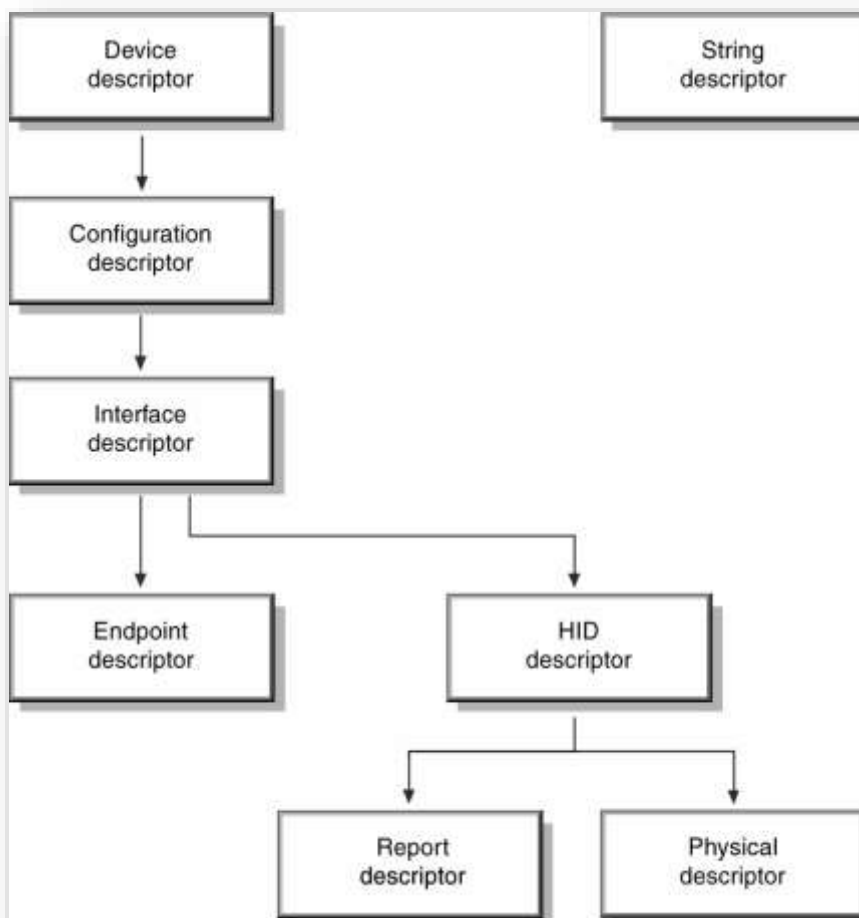 Device
descriptor
String
descriptor
Configuration
descriptor
Interface
descriptor
Endpoint
descriptor
HID
descriptor
Report
descriptor
Physical
descriptor